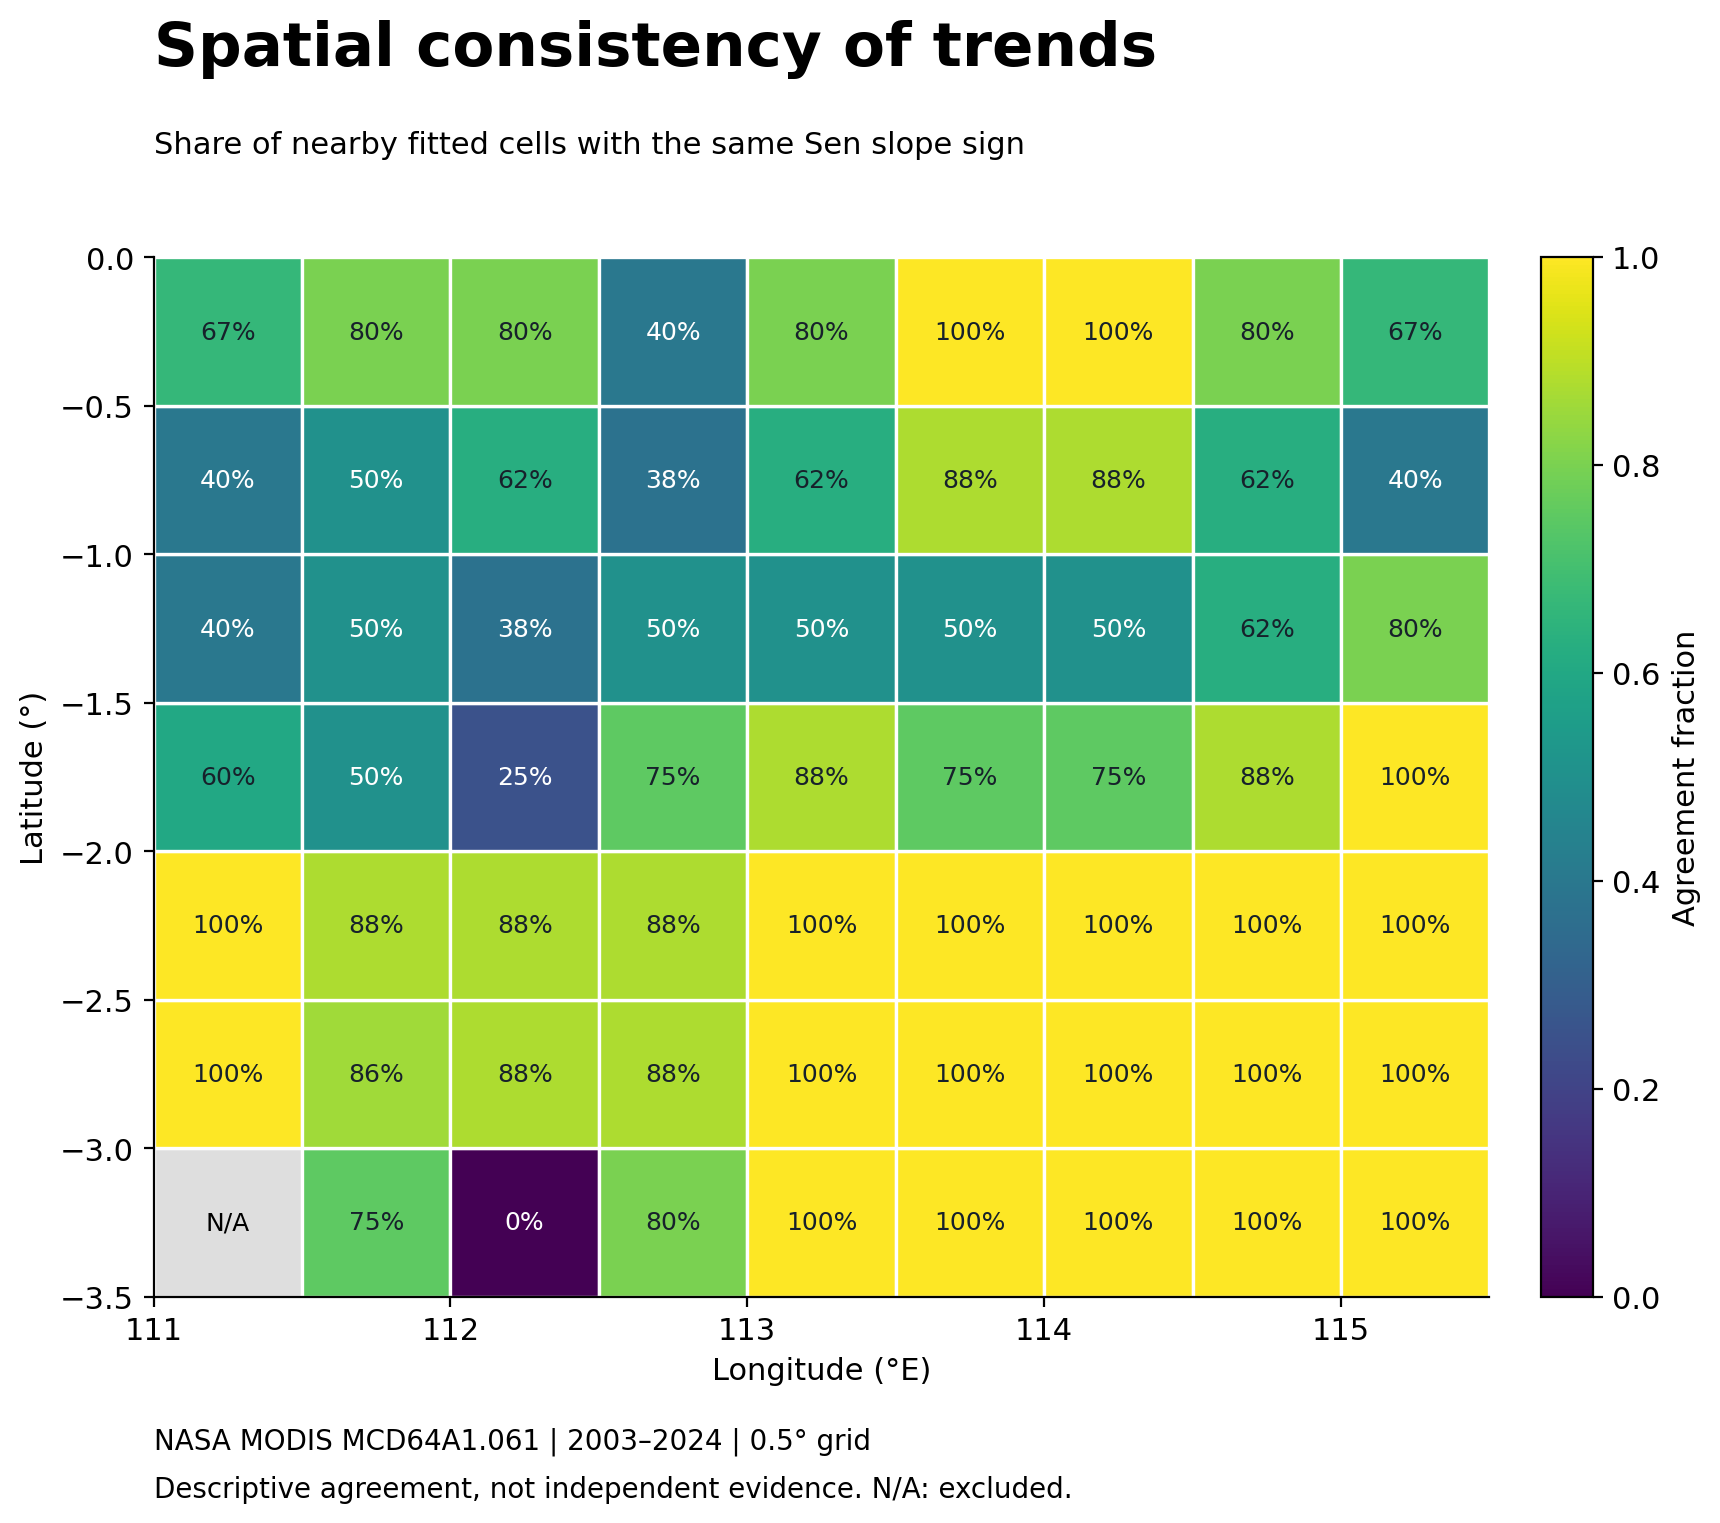 Spatial consistency of trends
Share of nearby fitted cells with the same Sen slope sign
0.0
67% 80% 80% 40% 80% 100% 100% 80% 67%
−0.5
40% 50% 62% 38% 62% 88% 88% 62% 40%
−1.0
40% 50% 38% 50% 50% 50% 50% 62% 80%
−1.5
60% 50% 25% 75% 88% 75% 75% 88% 100%
−2.0
100% 88% 88% 88% 100% 100% 100% 100% 100%
−2.5
100% 86% 88% 88% 100% 100% 100% 100% 100%
−3.0
N/A 75% 0% 80% 100% 100% 100% 100% 100%
−3.5
Latitude (°)
111 112 113 114 115
Longitude (°E)
1.0
0.8
0.6
0.4
0.2
0.0
Agreement fraction
NASA MODIS MCD64A1.061 | 2003–2024 | 0.5° grid
Descriptive agreement, not independent evidence. N/A: excluded.